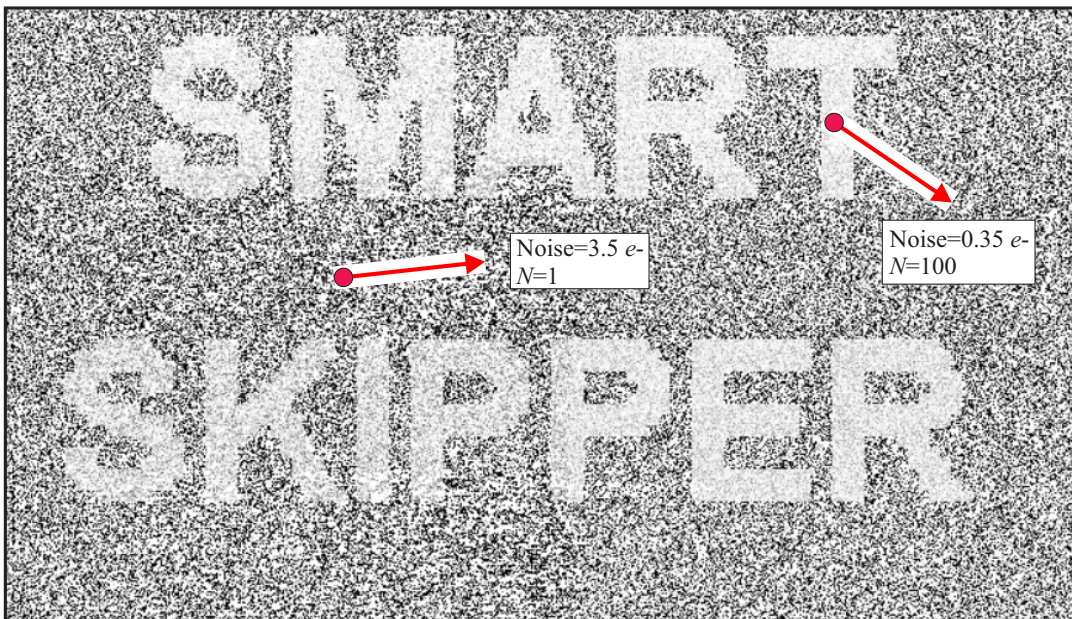 SMART
Noise=3.5 e-
N=1
Noise=0.35 e-
N=100
SKIPPER